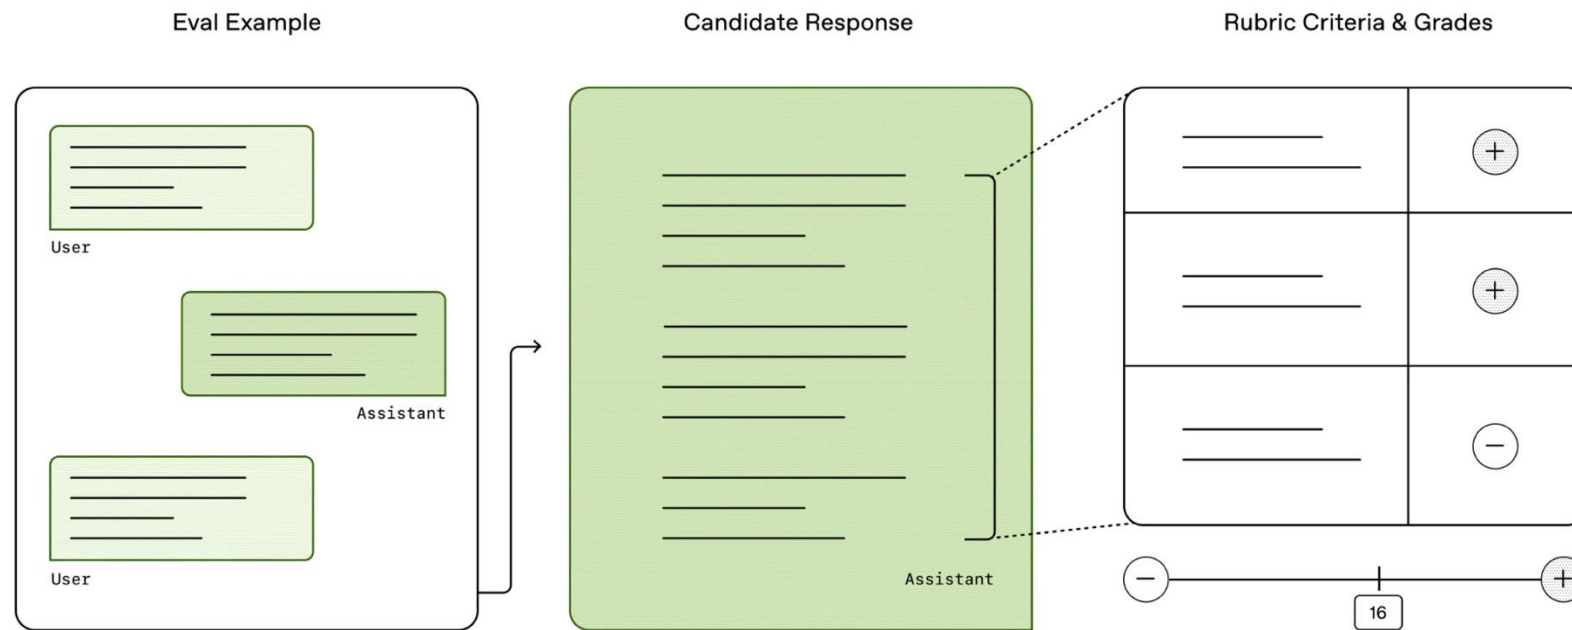 Eval Example
Candidate Response
Rubric Criteria & Grades
User
Assistant
User
Assistant
16